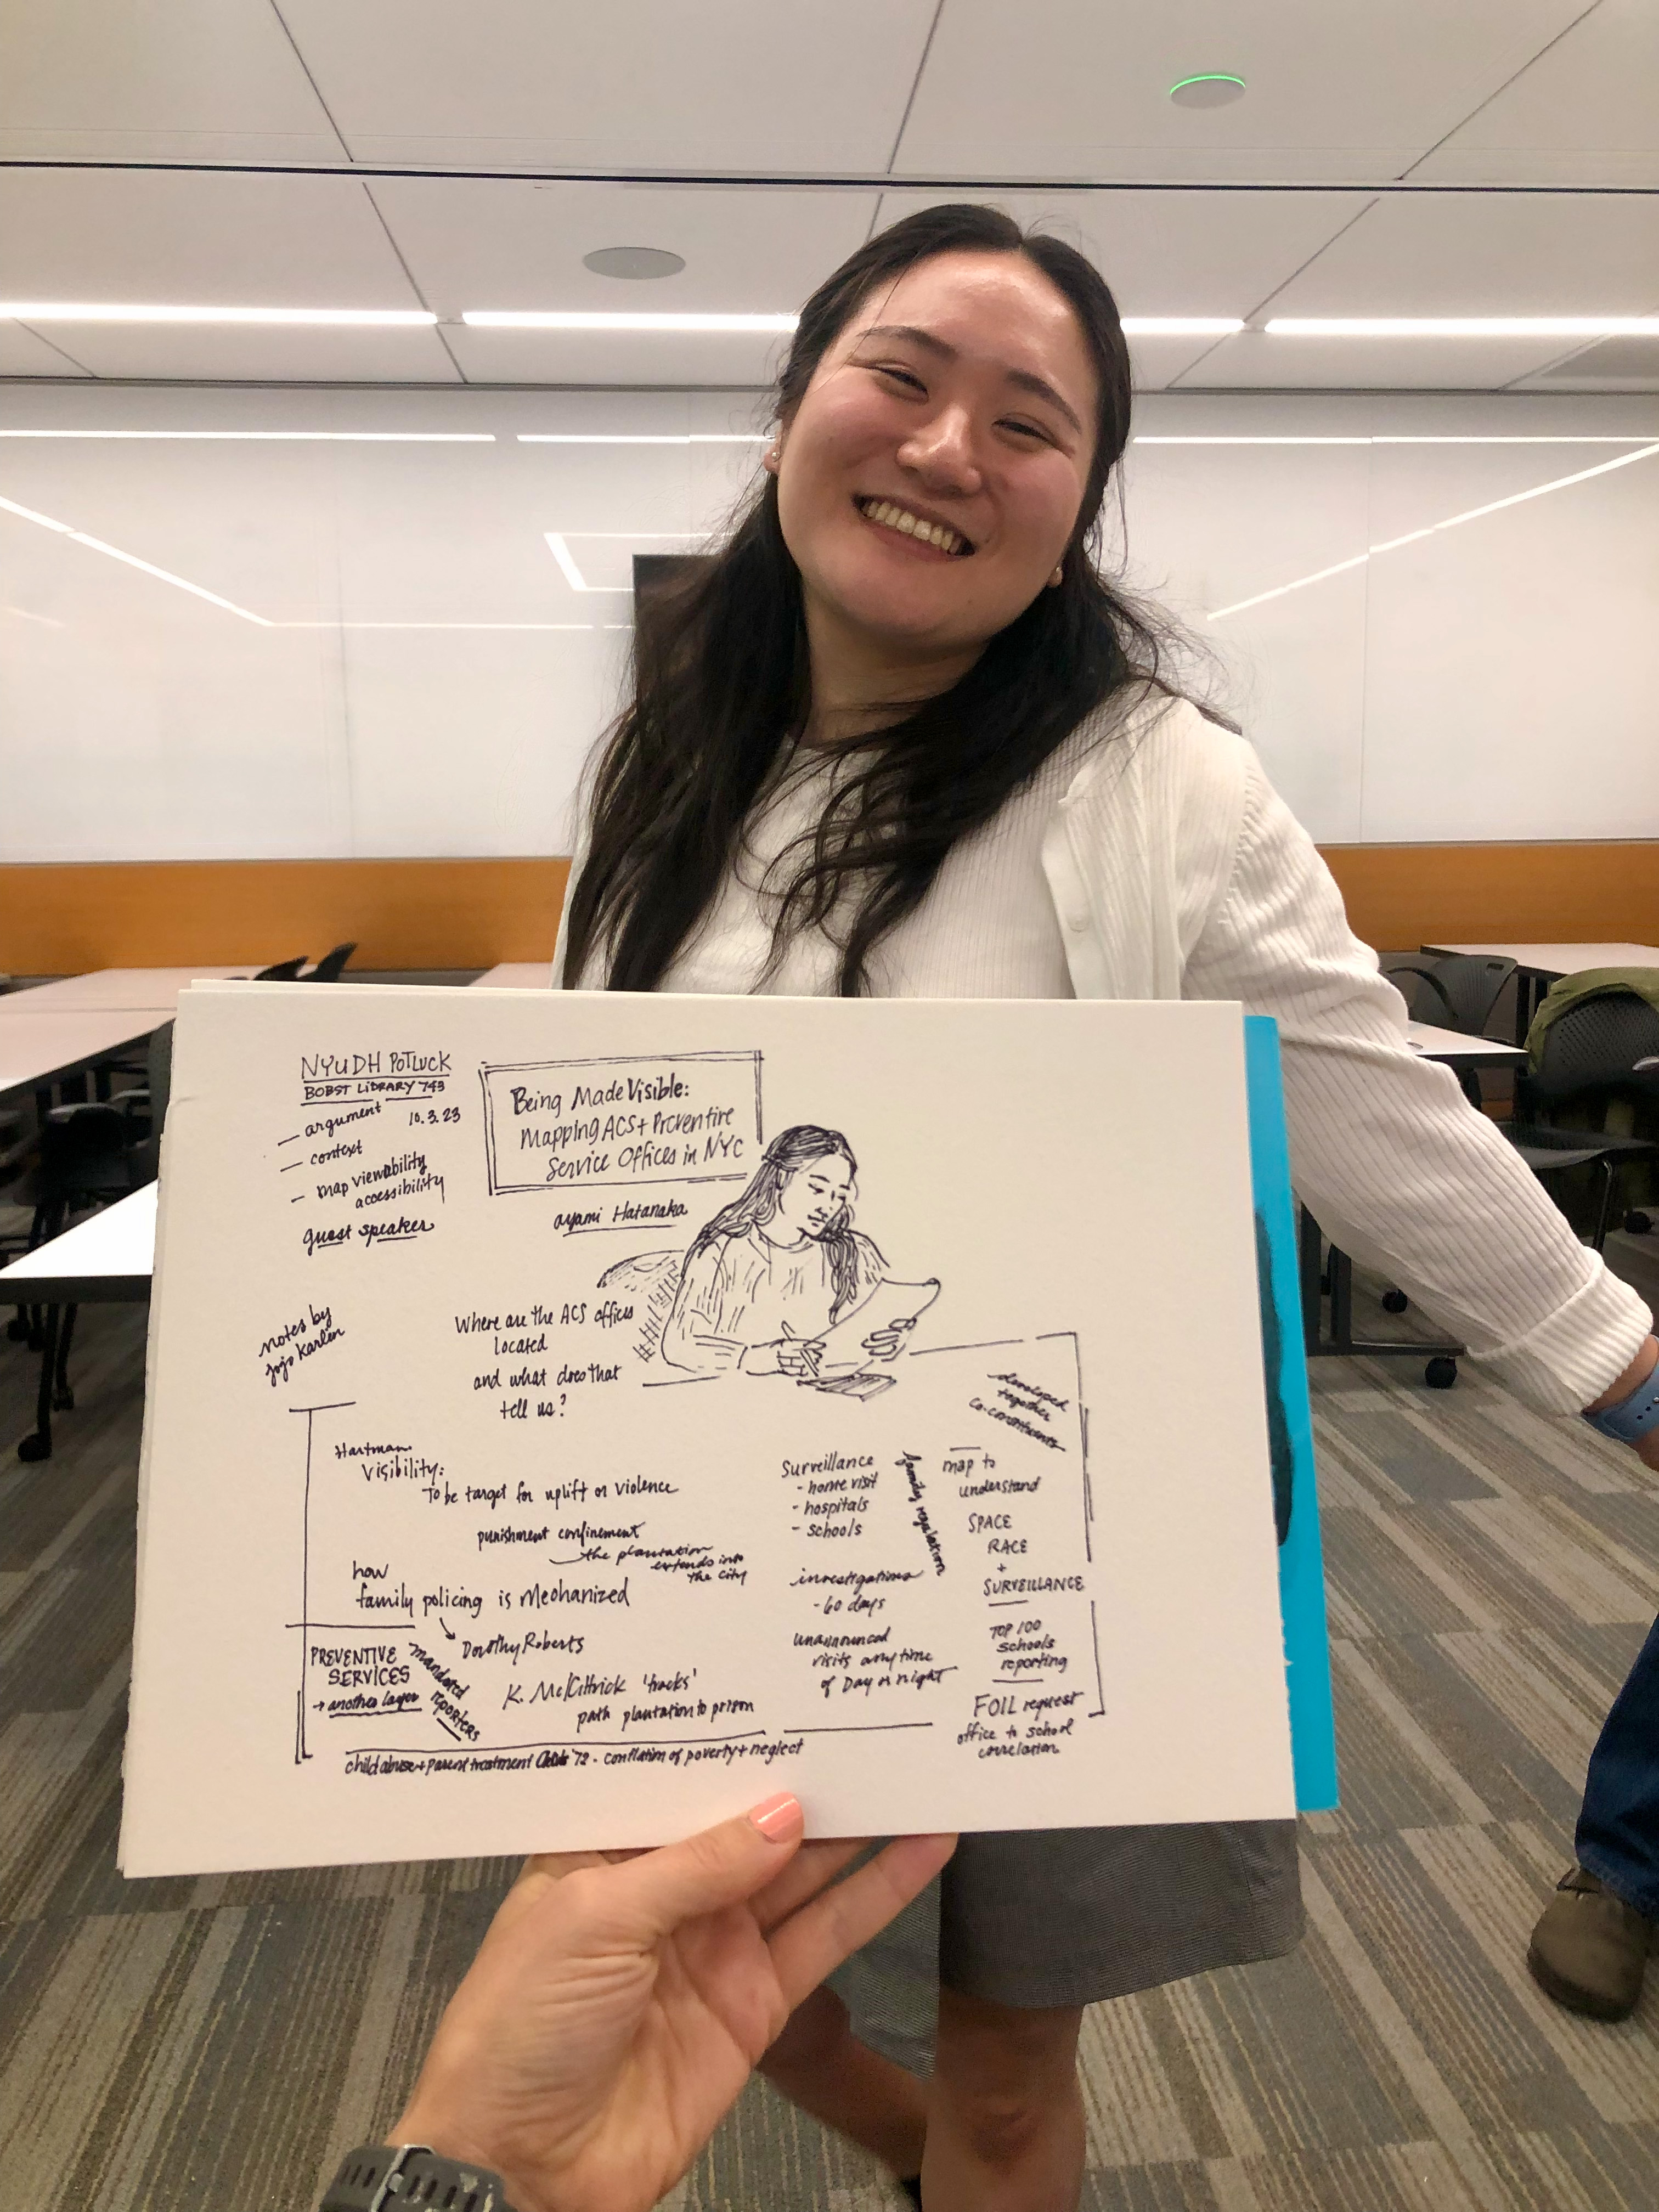 NYUDH POTLUCK
BOBST LIBRARY 743
10.3.23
— argument
— context
— map viewability
accessibility
guest speaker
Being Made Visible:
Mapping ACS + Preventive
Service Offices in NYC
ayami Hatanaka
notes by
Jojo Karlin
Where are the ACS offices
located
and what does that
tell us?
Hartman
Visibility:
To be target for uplift or violence
punishment confinement
the plantation
extends into
the city
how
family policing is Mechanized
Dorothy Roberts
K. McKittrick 'tracks'
path plantation to prison
PREVENTIVE
SERVICES
→ another layer
mandated
reporters
child abuse + Parent treatment '72 - conflation of poverty + neglect
Surveillance
- home visit
- hospitals
- schools
family regulation
investigations
- 60 days
unannounced
visits any time
of Day or night
developed
together
co-constituents
map to
understand
SPACE
RACE
+
SURVEILLANCE
TOP 100
schools
reporting
FOIL request
office to school
correlation